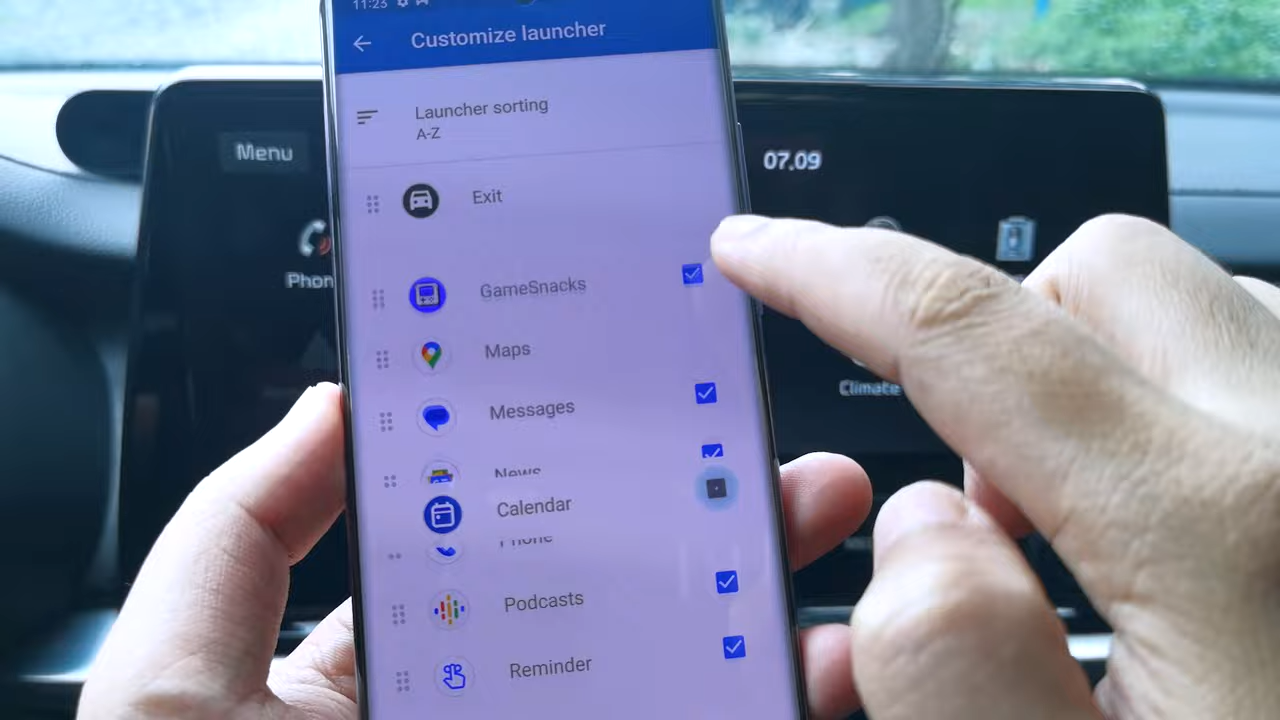 11:23
Customize launcher
Launcher sorting
A-Z
Menu
07.09
Exit
Phon
GameSnacks
Maps
Climate
Messages
News
Calendar
Phone
Podcasts
Reminder